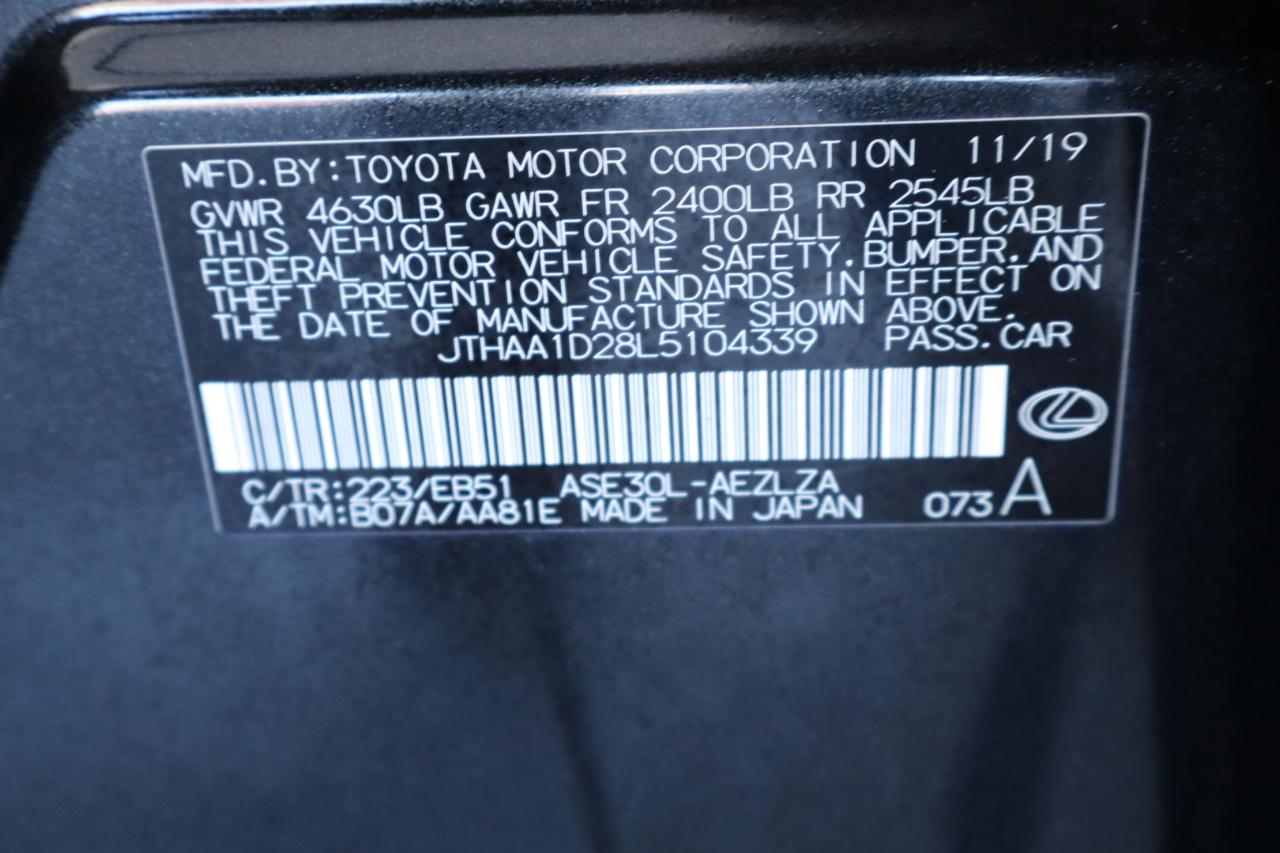 MFD.BY:TOYOTA MOTOR CORPORATION 11/19
GVWR 4630LB GAWR FR 2400LB RR 2545LB
THIS VEHICLE CONFORMS TO ALL APPLICABLE
FEDERAL MOTOR VEHICLE SAFETY.BUMPER.AND
THEFT PREVENTION STANDARDS IN EFFECT ON
THE DATE OF MANUFACTURE SHOWN ABOVE.
JTHAA1D28L5104339 PASS.CAR
C/TR:223/EB51 ASE30L-AEZLZA
A/TM:B07A/AA81E MADE IN JAPAN 073 A